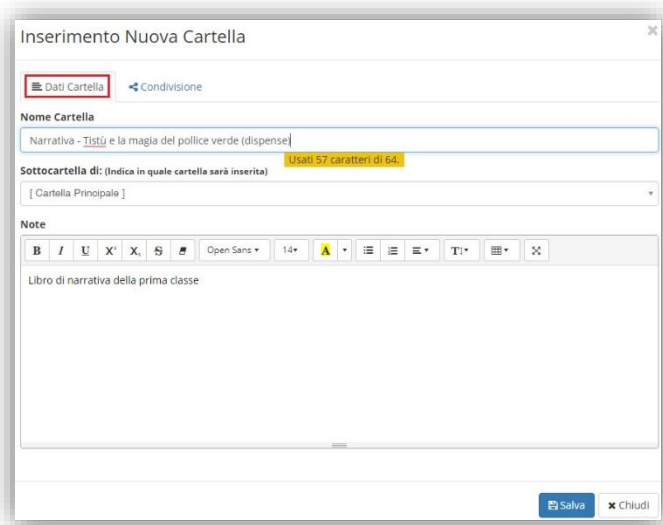 Inserimento Nuova Cartella
Dati Cartella Condivisione
Nome Cartella
Narrativa - Tistù e la magia del pollice verde (dispense)
Usati 57 caratteri di 64.
Sottocartella di: (Indica in quale cartella sarà inserita)
[ Cartella Principale ]
Note
B I U X² X₂ S Open Sans 14 A T
Libro di narrativa della prima classe
Salva x Chiudi